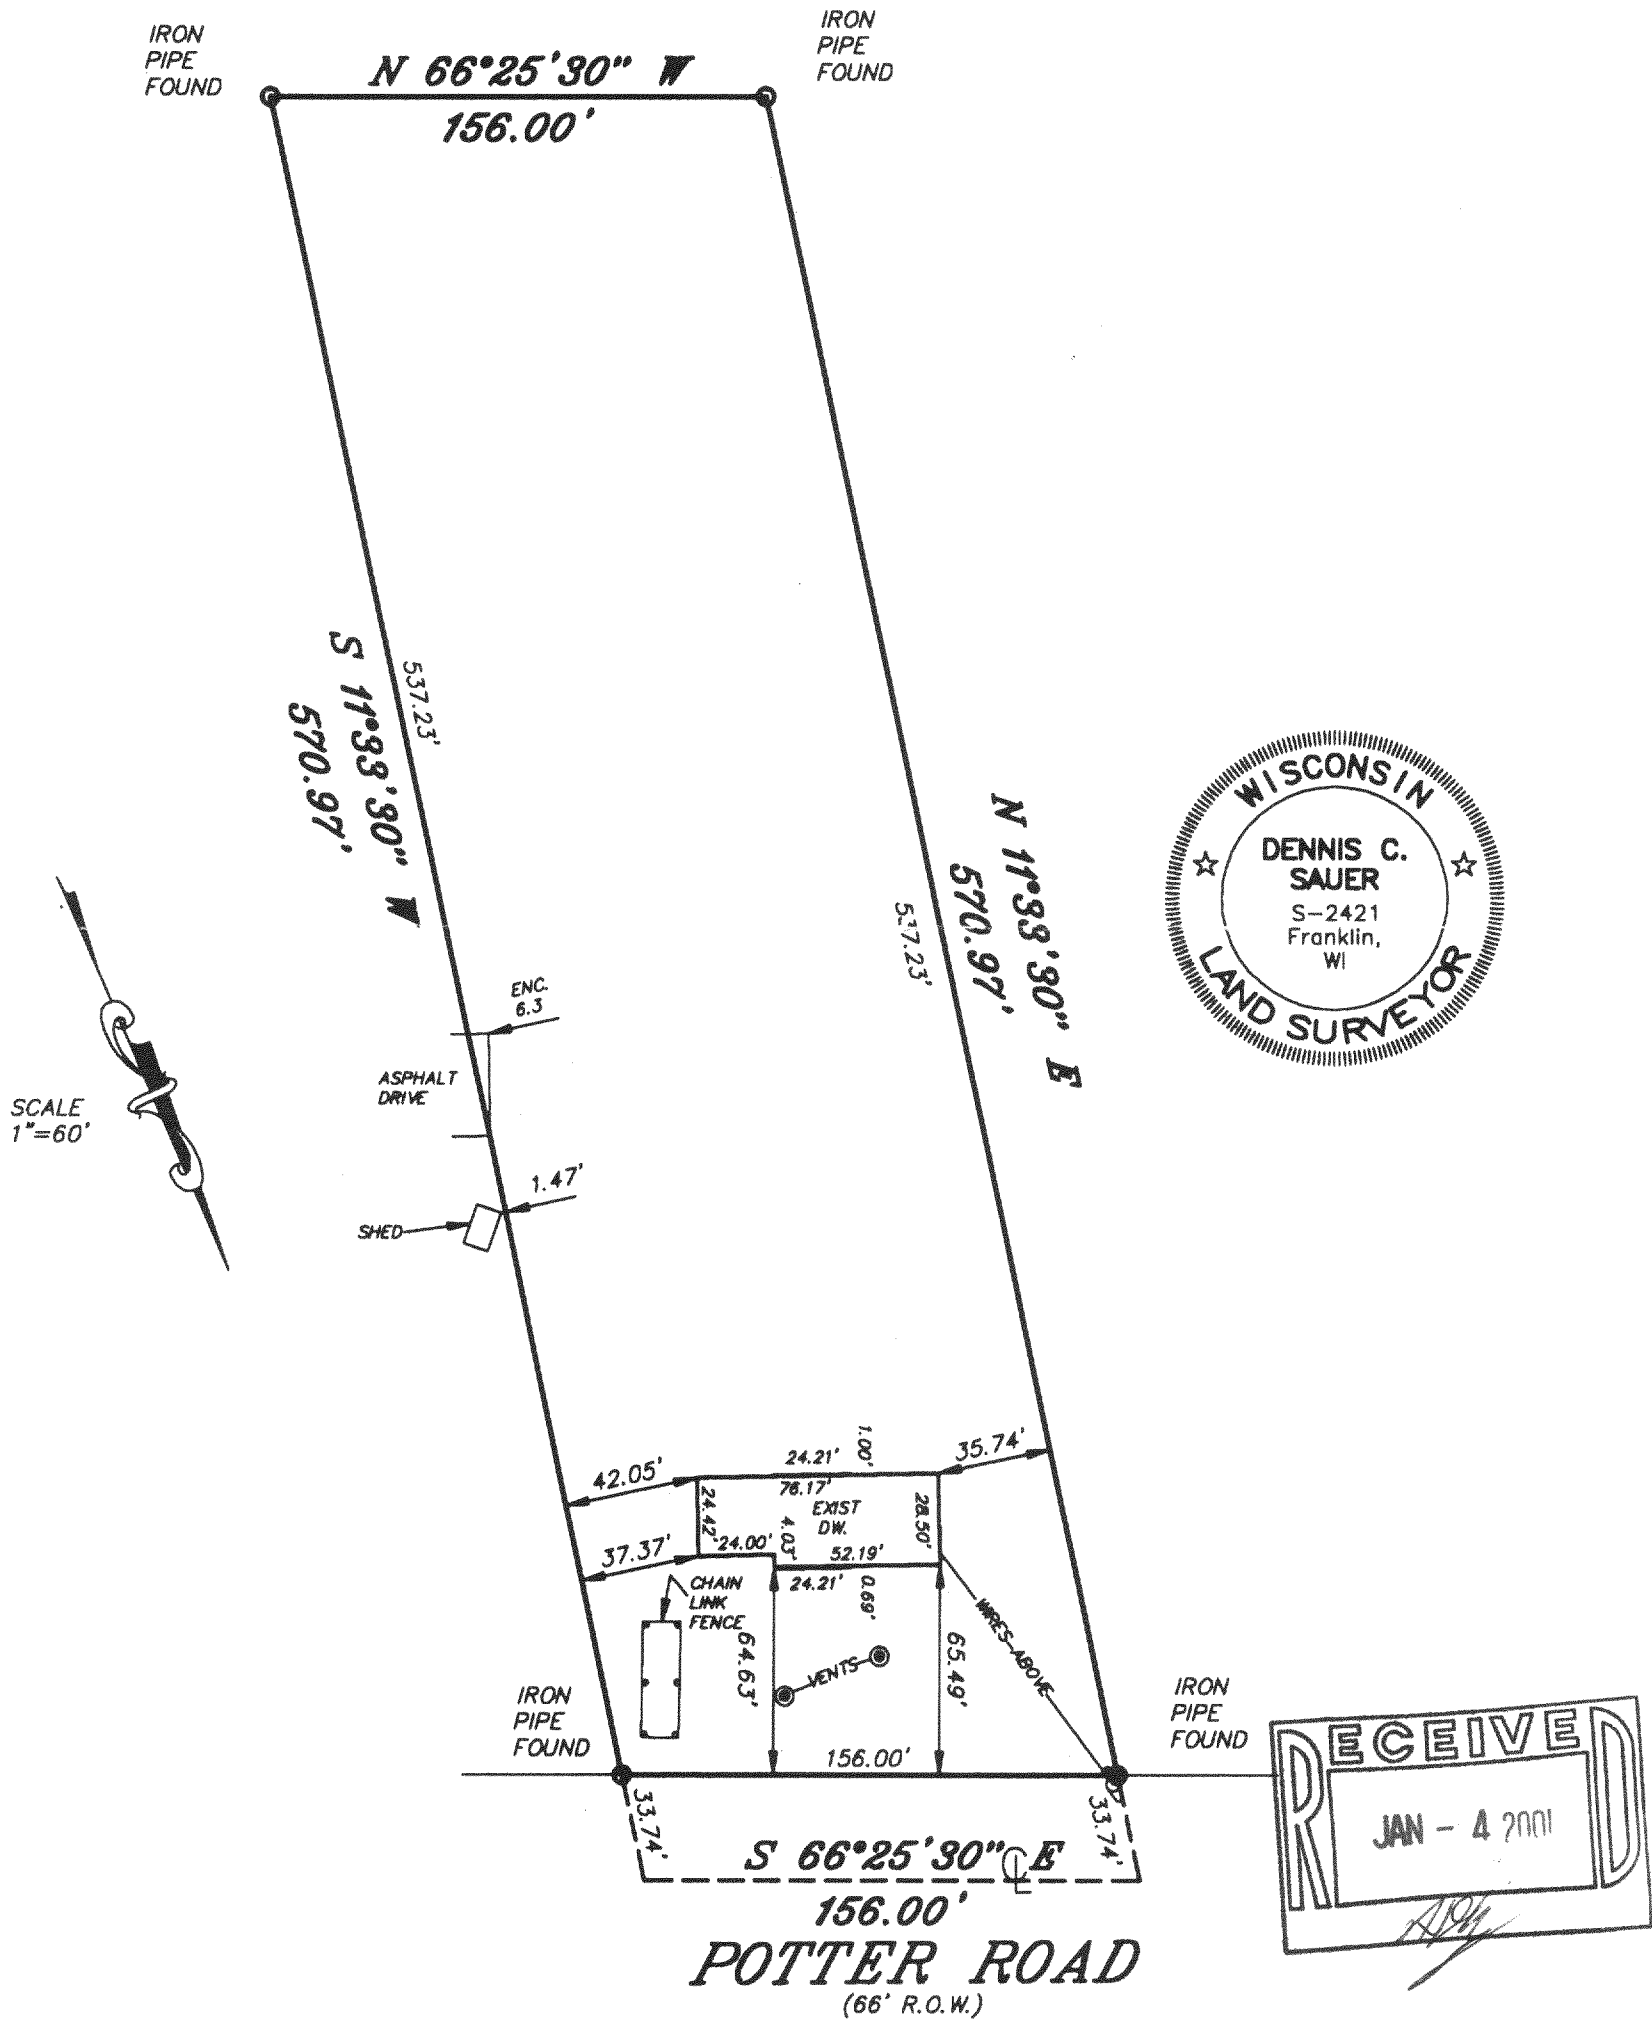 IRON
PIPE
FOUND
IRON
PIPE
FOUND
N 66°25'30" W
156.00'
537.23'
S 11°33'30" W
570.97'
N 11°33'30" E
570.97'
537.23'
WISCONSIN
DENNIS C.
SAUER
S-2421
Franklin,
WI
LAND SURVEYOR
SCALE
1"=60'
ENC.
6.3
ASPHALT
DRIVE
1.47'
SHED
42.05'
24.21'
1.00'
35.74'
76.17'
EXIST
DW.
24.42'
28.50'
4.03'
24.00'
52.19'
37.37'
24.21'
0.69'
CHAIN
LINK
FENCE
64.63'
VENTS
65.49'
WIRES ABOVE
IRON
PIPE
FOUND
IRON
PIPE
FOUND
156.00'
33.74'
33.74'
S 66°25'30" E
CL
156.00'
POTTER ROAD
(66' R.O.W.)
RECEIVED
JAN - 4 2001